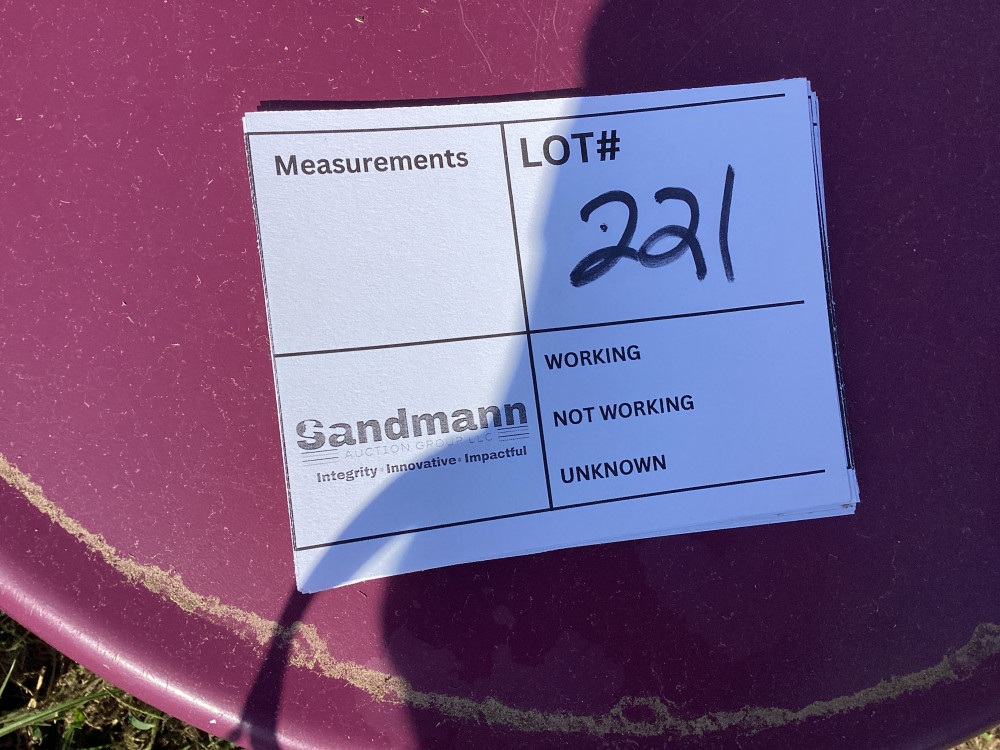 Measurements
LOT#
221
Sandmann
AUCTION GROUP LLC
Integrity • Innovative • Impactful
WORKING
NOT WORKING
UNKNOWN